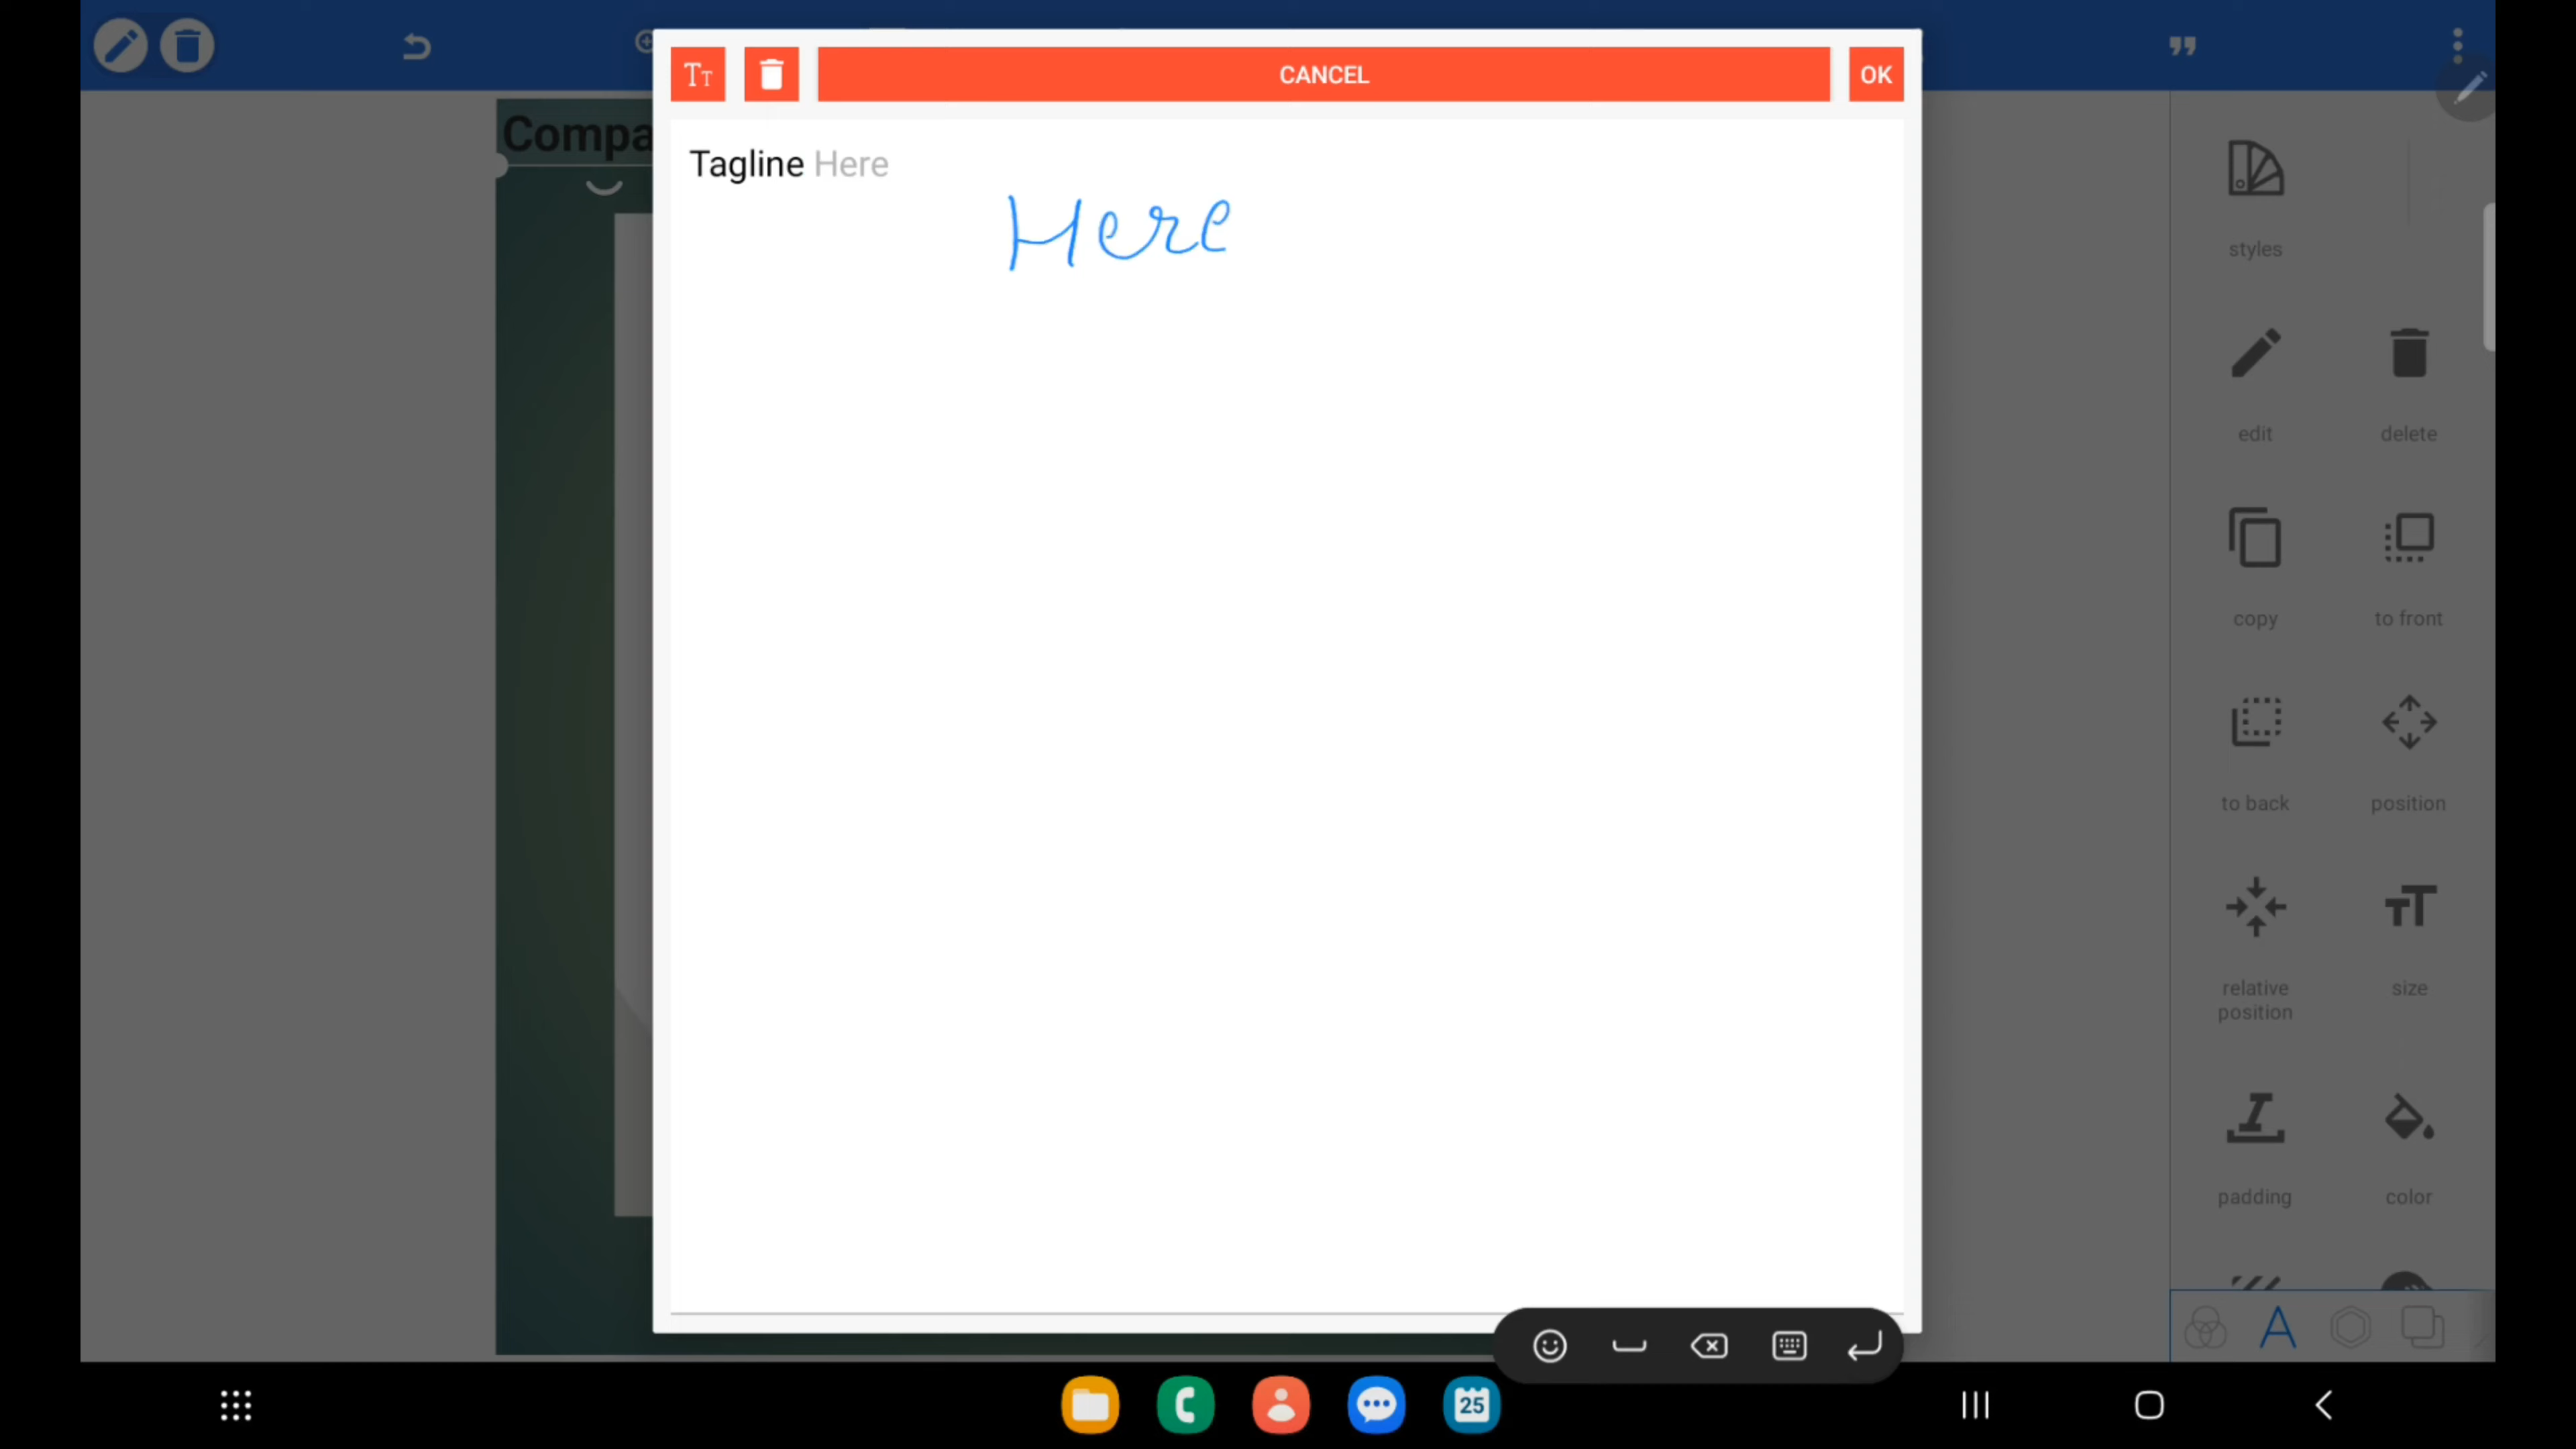 CANCEL
OK
Compa
Tagline Here
Here
styles
edit
delete
copy
to front
to back
position
relative
position
size
padding
color
25